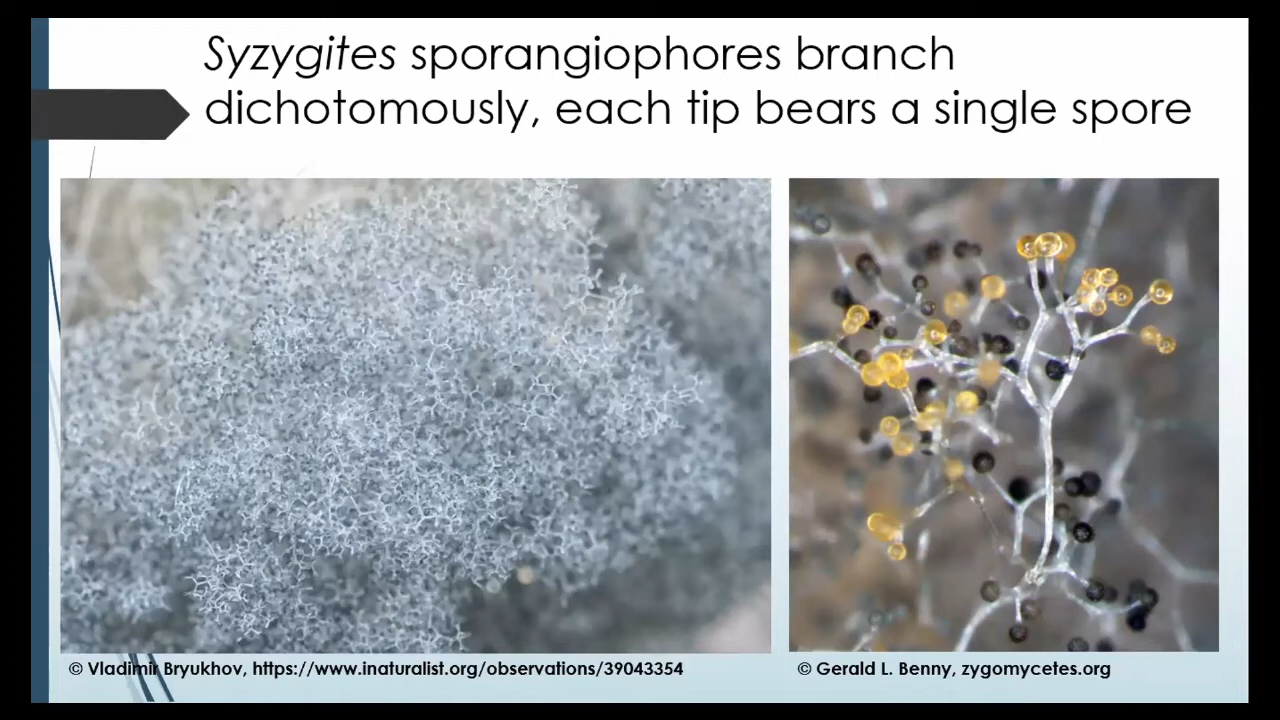 Syzygites sporangiophores branch
dichotomously, each tip bears a single spore
© Vladimir Bryukhov, https://www.inaturalist.org/observations/39043354
© Gerald L. Benny, zygomycetes.org